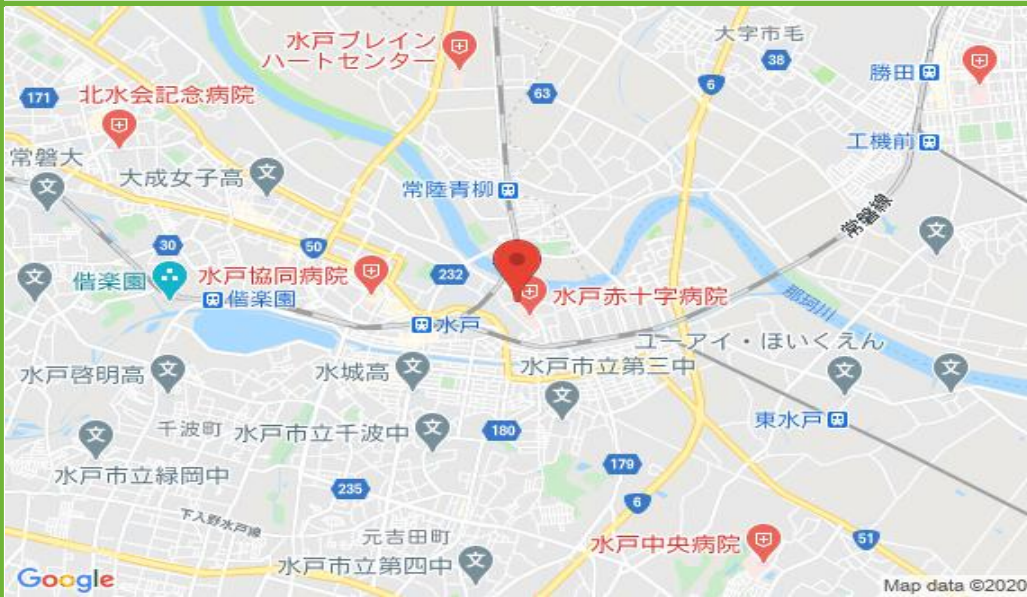 水戸ブレイン
ハートセンター
大字市毛
38
6
勝田
171
63
北水会記念病院
工機前
常磐大
大成女子高
常陸青柳
常磐線
30
50
偕楽園
水戸協同病院
232
偕楽園
水戸赤十字病院
那珂川
水戸
ユーアイ・ほいくえん
水戸啓明高
水城高
水戸市立第三中
千波町
水戸市立千波中
180
東水戸
水戸市立緑岡中
179
235
6
下入野水戸線
元吉田町
51
水戸市立第四中
水戸中央病院
Google
Map data ©2020